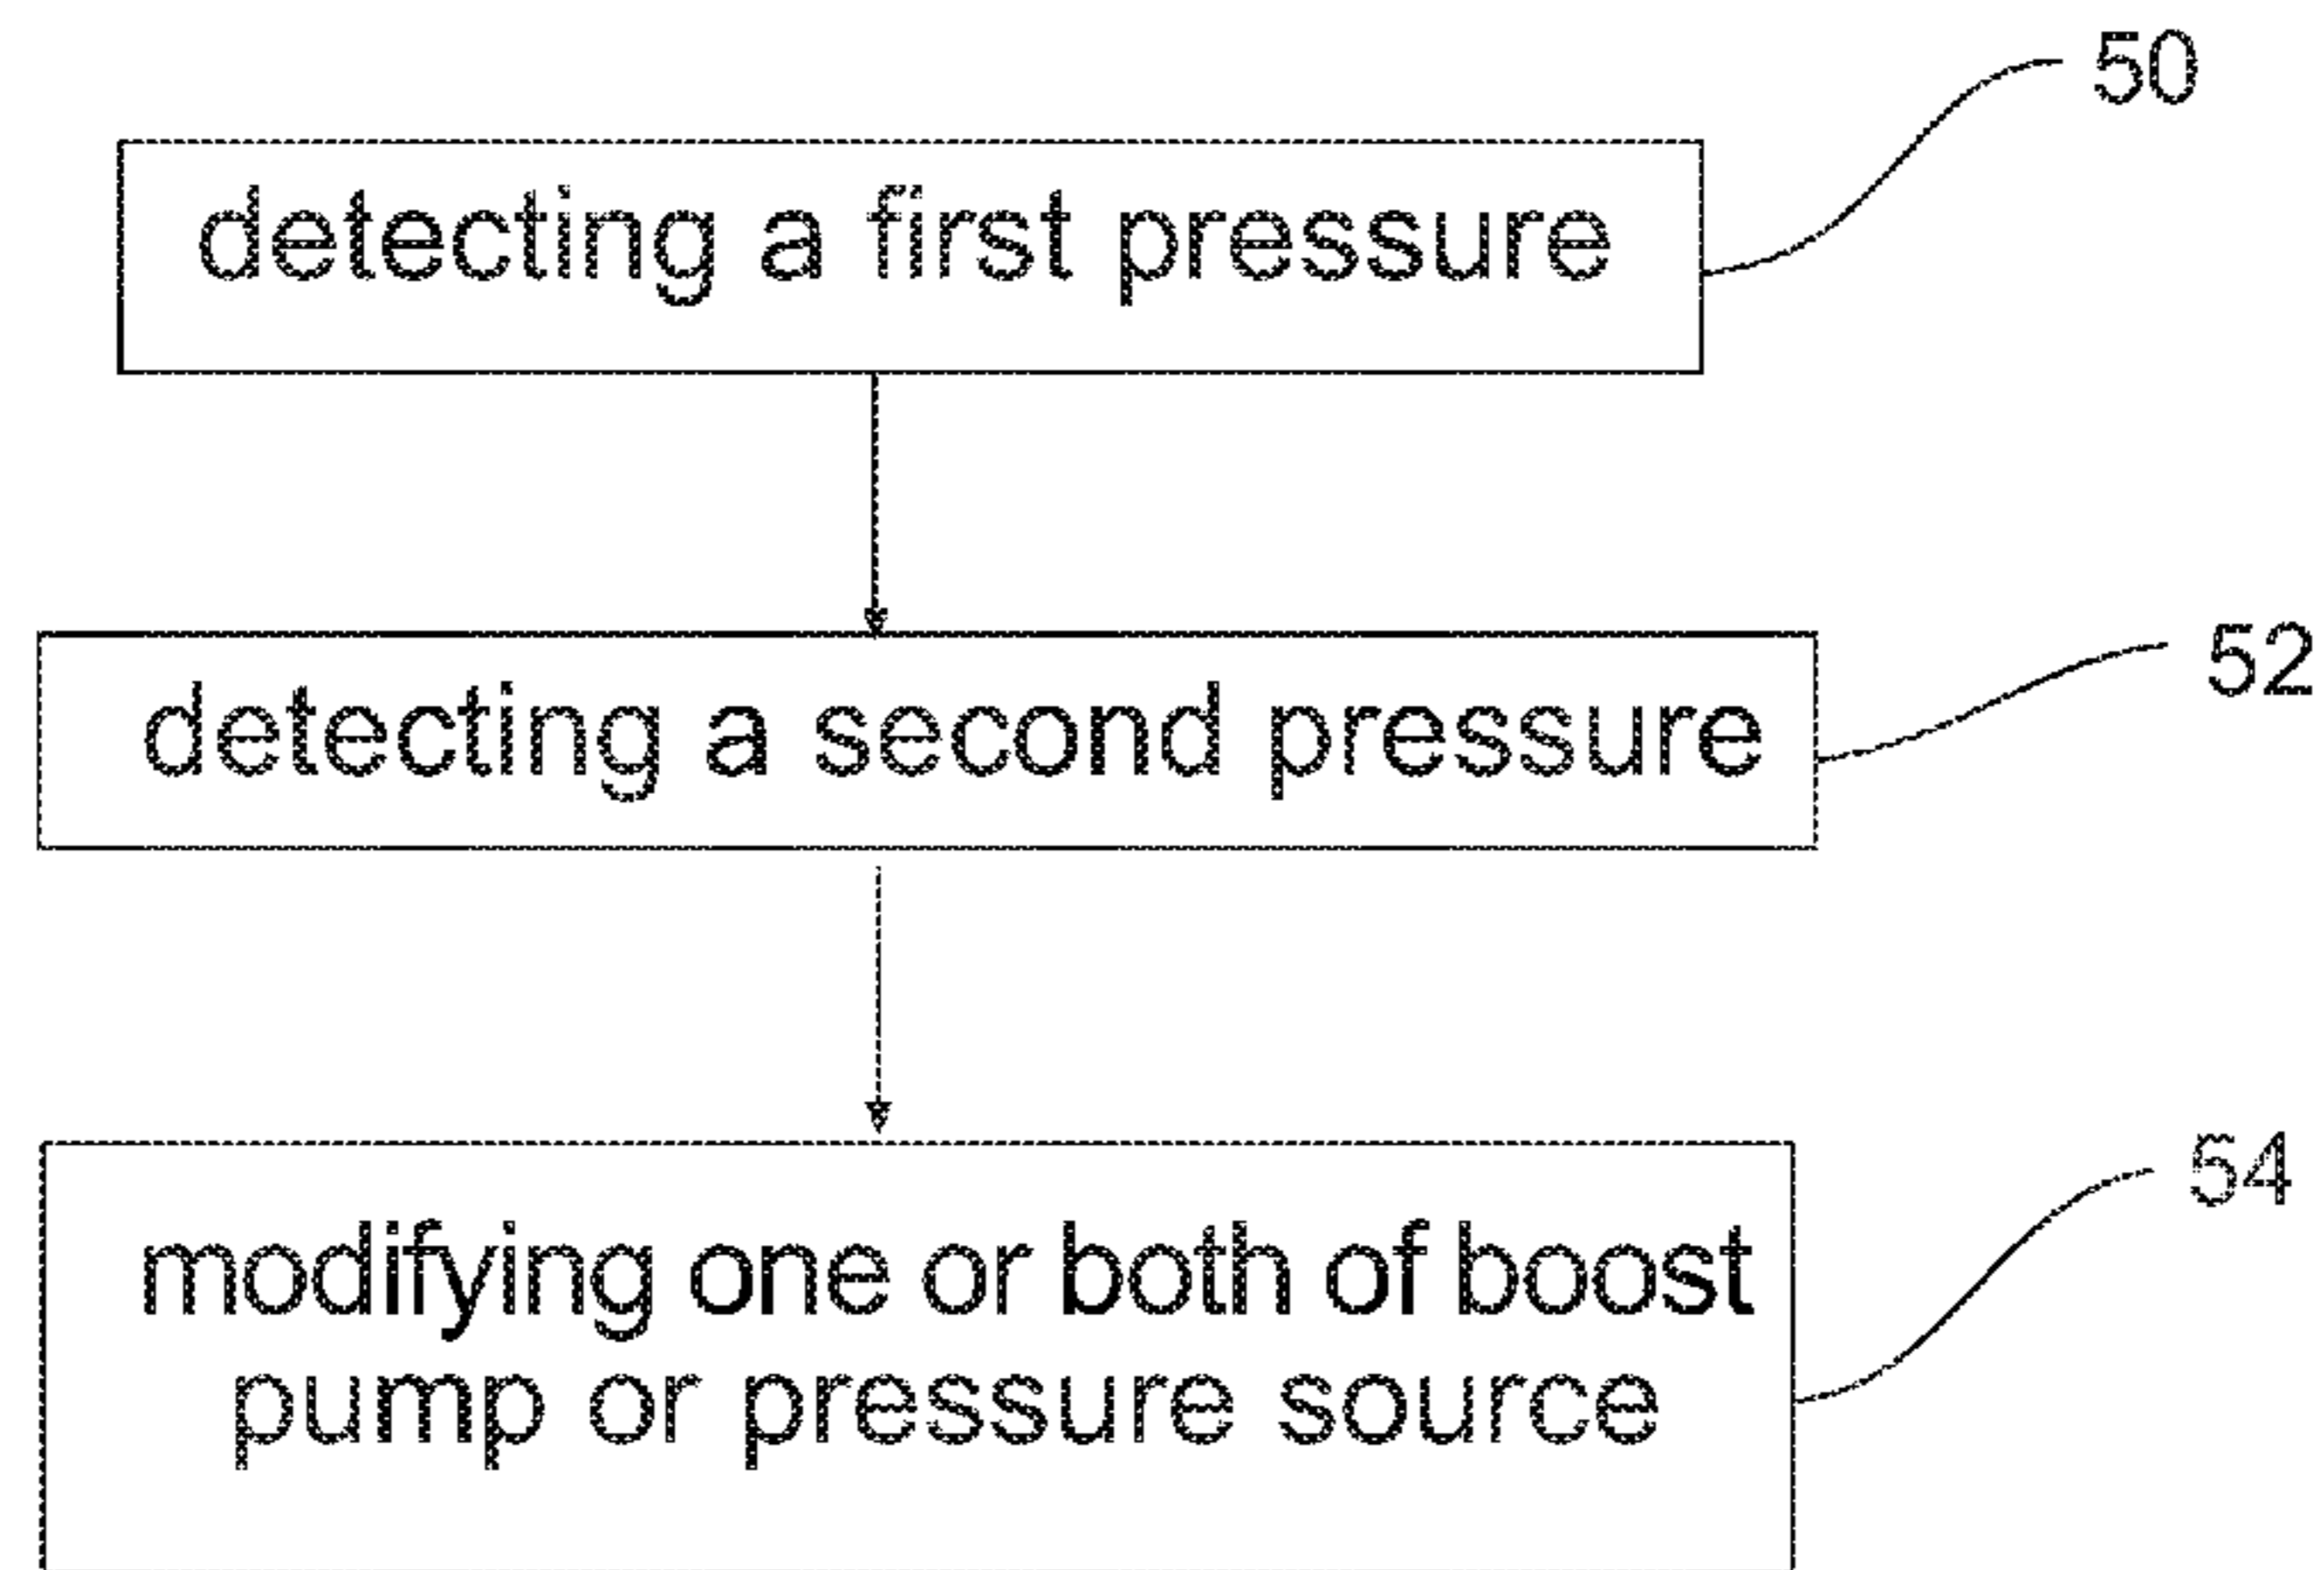 50
detecting a first pressure
52
detecting a second pressure
54
modifying one or both of boost
pump or pressure source